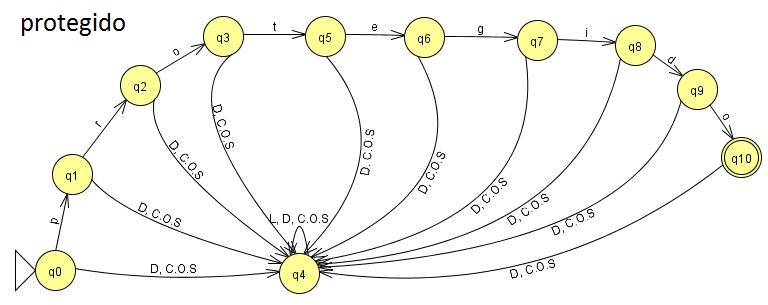 protegido
q3
t
q5
e
q6
g
q7
i
q8
d
q9
o
q10
o
q2
r
q1
p
q0
D, C.O.S
D, C.O.S
D, C.O.S
D, C.O.S
D. C.O.S
D, C.O.S
D, C.O.S
D, C.O.S
D, C.O.S
D, C.O.S
L, D, C.O.S
q4